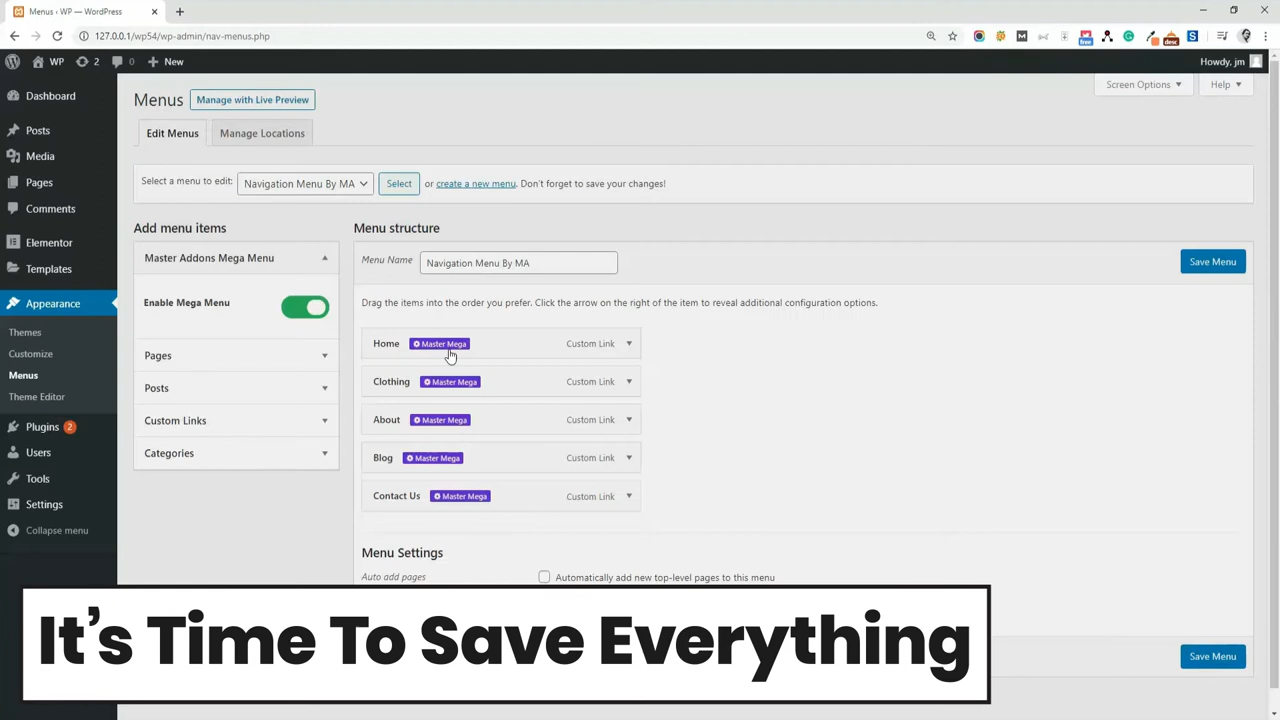 Menus ‹ WP — WordPress
127.0.0.1/wp54/wp-admin/nav-menus.php
free
desc
WP 2 0 New
Howdy, jm
Dashboard
Posts
Media
Pages
Comments
Elementor
Templates
Appearance
Themes
Customize
Menus
Theme Editor
Plugins 2
Users
Tools
Settings
Collapse menu
Screen Options
Help
Menus Manage with Live Preview
Edit Menus Manage Locations
Select a menu to edit: Navigation Menu By MA Select or create a new menu. Don't forget to save your changes!
Add menu items
Master Addons Mega Menu
Enable Mega Menu
Pages
Posts
Custom Links
Categories
Menu structure
Menu Name Navigation Menu By MA Save Menu
Drag the items into the order you prefer. Click the arrow on the right of the item to reveal additional configuration options.
Home Master Mega Custom Link
Clothing Master Mega Custom Link
About Master Mega Custom Link
Blog Master Mega Custom Link
Contact Us Master Mega Custom Link
Menu Settings
Auto add pages Automatically add new top-level pages to this menu
It's Time To Save Everything
Save Menu